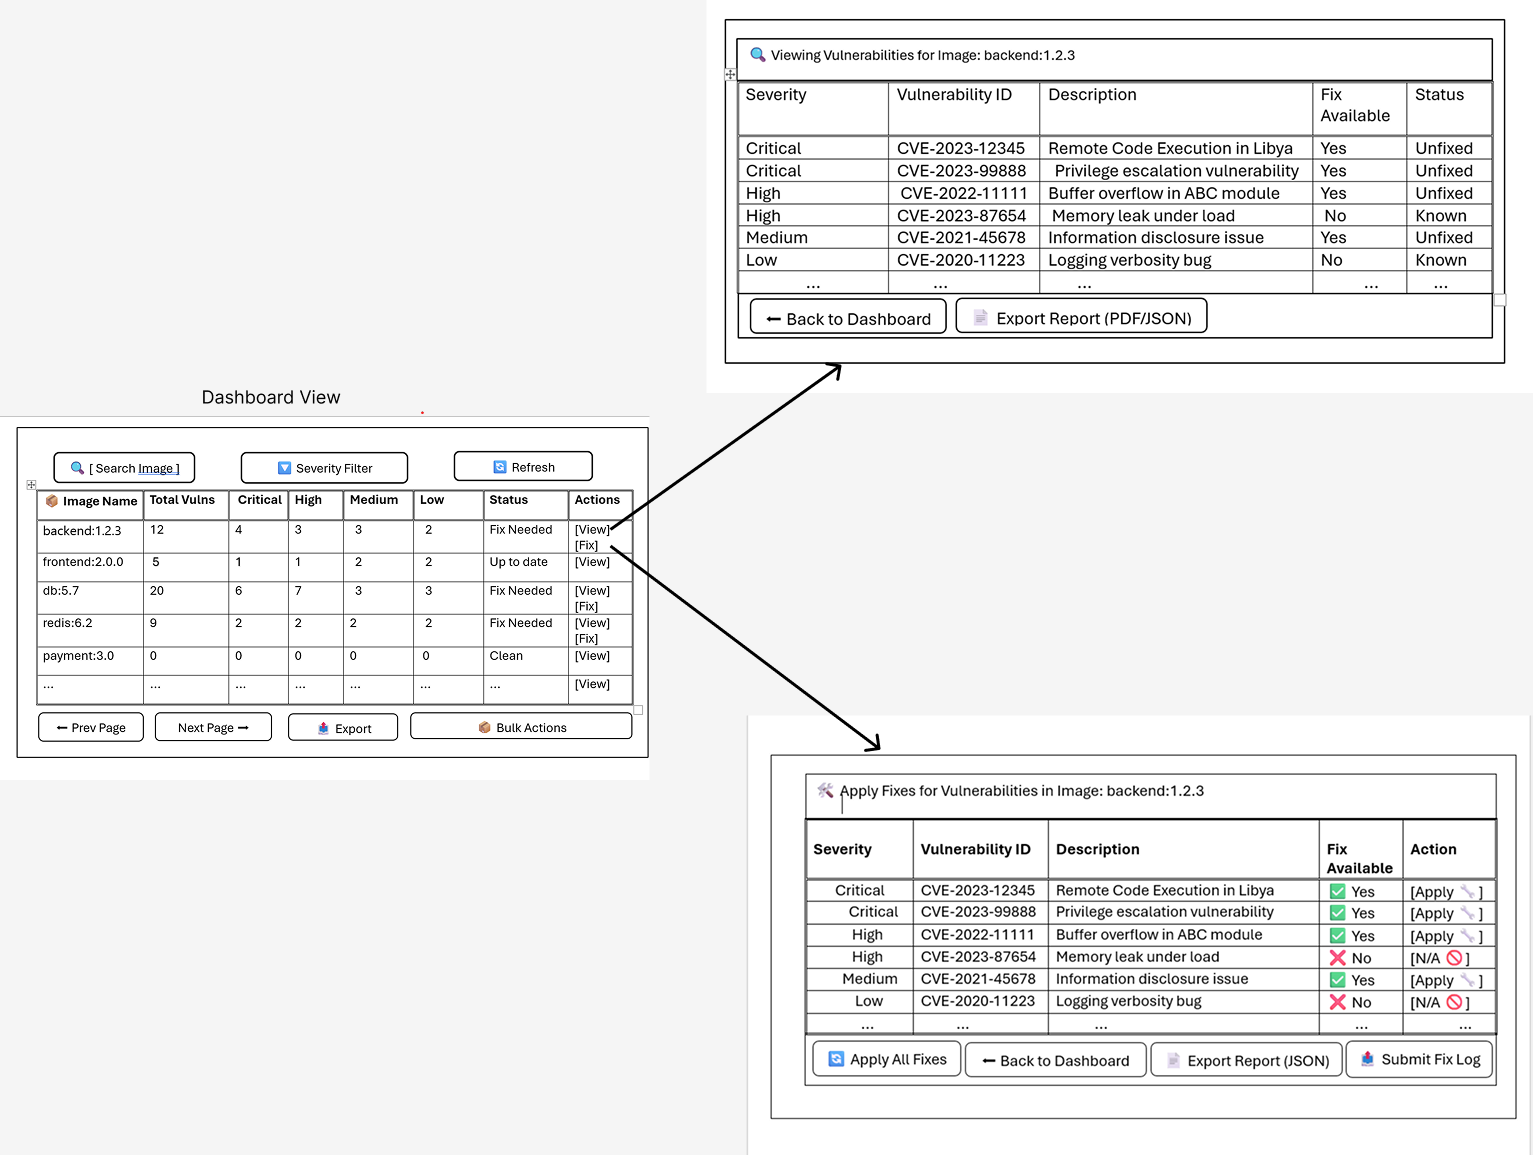 🔍 Viewing Vulnerabilities for Image: backend:1.2.3
Severity Vulnerability ID Description Fix Available Status
Critical CVE-2023-12345 Remote Code Execution in Libya Yes Unfixed
Critical CVE-2023-99888 Privilege escalation vulnerability Yes Unfixed
High CVE-2022-11111 Buffer overflow in ABC module Yes Unfixed
High CVE-2023-87654 Memory leak under load No Known
Medium CVE-2021-45678 Information disclosure issue Yes Unfixed
Low CVE-2020-11223 Logging verbosity bug No Known
... ... ... ... ...
⬅ Back to Dashboard 📄 Export Report (PDF/JSON)
Dashboard View
🔍 [ Search Image ] 🔽 Severity Filter 🔄 Refresh
📦 Image Name Total Vulns Critical High Medium Low Status Actions
backend:1.2.3 12 4 3 3 2 Fix Needed [View]
[Fix]
frontend:2.0.0 5 1 1 2 2 Up to date [View]
db:5.7 20 6 7 3 3 Fix Needed [View]
[Fix]
redis:6.2 9 2 2 2 2 Fix Needed [View]
[Fix]
payment:3.0 0 0 0 0 0 Clean [View]
... ... ... ... ... ... ... [View]
⬅ Prev Page Next Page ➡ 📤 Export 📦 Bulk Actions
🛠 Apply Fixes for Vulnerabilities in Image: backend:1.2.3
Severity Vulnerability ID Description Fix Available Action
Critical CVE-2023-12345 Remote Code Execution in Libya ✅ Yes [Apply 🔧 ]
Critical CVE-2023-99888 Privilege escalation vulnerability ✅ Yes [Apply 🔧 ]
High CVE-2022-11111 Buffer overflow in ABC module ✅ Yes [Apply 🔧 ]
High CVE-2023-87654 Memory leak under load ❌ No [N/A 🚫 ]
Medium CVE-2021-45678 Information disclosure issue ✅ Yes [Apply 🔧 ]
Low CVE-2020-11223 Logging verbosity bug ❌ No [N/A 🚫 ]
... ... ... ... ...
🔄 Apply All Fixes ⬅ Back to Dashboard 📄 Export Report (JSON) 📤 Submit Fix Log